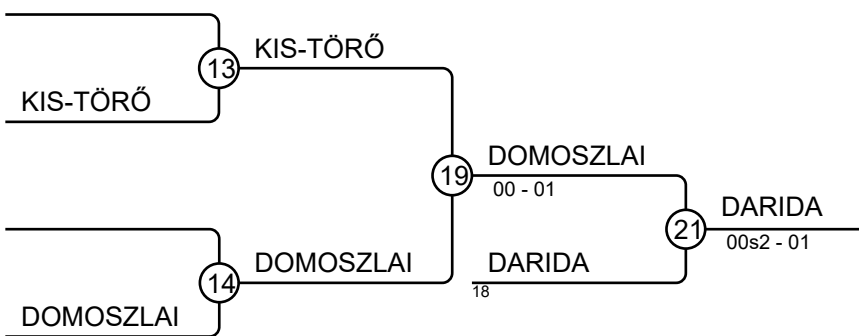 KIS-TÖRŐ
13
KIS-TÖRŐ
DOMOSZLAI
19
00 - 01
DARIDA
21
00s2 - 01
DOMOSZLAI
14
DARIDA
18
DOMOSZLAI